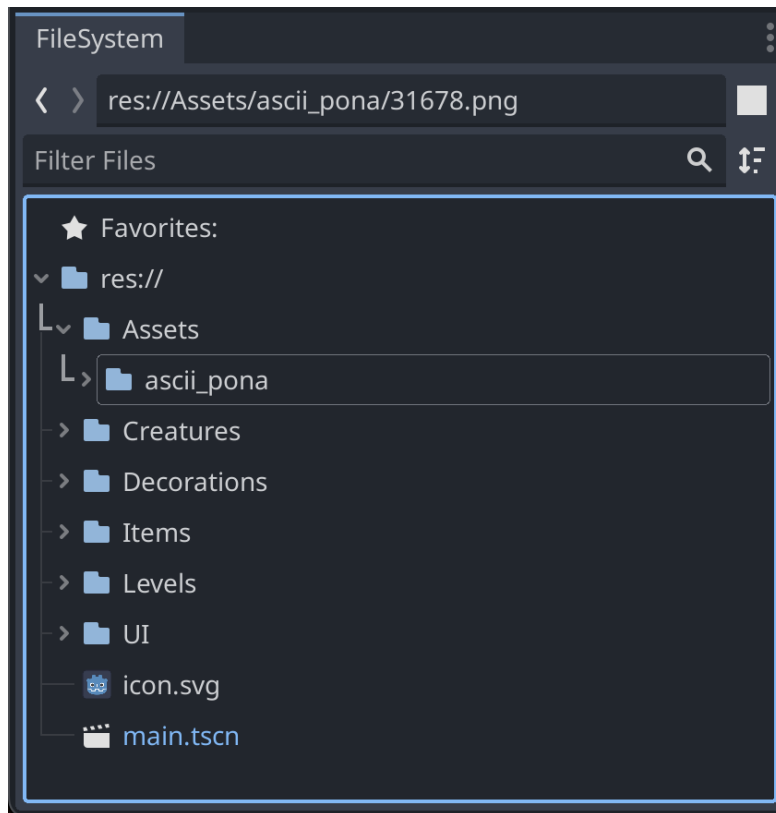 FileSystem
res://Assets/ascii_pona/31678.png
Filter Files
Favorites:
res://
Assets
ascii_pona
Creatures
Decorations
Items
Levels
UI
icon.svg
main.tscn